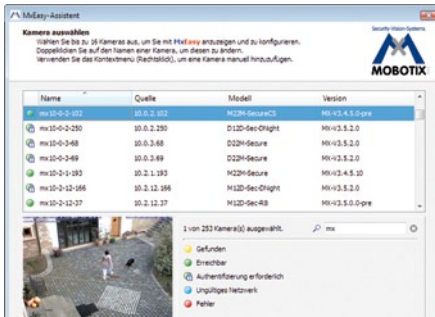 MxEasy-Assistent
Kamera auswählen
Wählen Sie bis zu 16 Kameras aus, um Sie mit MxEasy anzuzeigen und zu konfigurieren.
Doppelklicken Sie auf den Namen einer Kamera, um diesen zu ändern.
Verwenden Sie das Kontextmenü (Rechtsklick), um eine Kamera manuell hinzuzufügen.
Security-Vision-Systems
MOBOTIX
Name Quelle Modell Version
mx10-0-2-102 10.0.2.102 M22M-SecureCS MX-V3.4.5.0-pre
mx10-0-2-250 10.0.2.250 D12D-Sec-DNight MX-V3.5.2.0
mx10-0-3-68 10.0.3.68 D22M-Secure MX-V3.5.2.0
mx10-0-3-69 10.0.3.69 D22M-Secure MX-V3.5.2.0
mx10-2-1-193 10.2.1.193 M22M-Secure MX-V3.4.5.10
mx10-2-12-166 10.2.12.166 M12D-Sec-DNight MX-V3.5.2.0
mx10-2-12-37 10.2.12.37 M10D-Sec-R8 MX-V3.5.0.0-pre
1 von 253 Kamera(s) ausgewählt.
mx
Gefunden
Erreichbar
Authentifizierung erforderlich
Ungültiges Netzwerk
Fehler